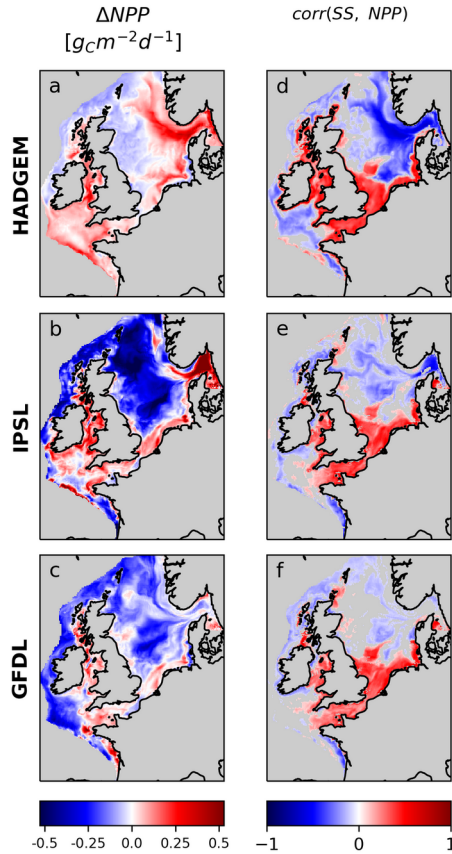 ΔNPP
[g_C m^−2 d^−1]
corr(SS, NPP)
HADGEM
a
d
IPSL
b
e
GFDL
c
f
-0.5 -0.25 0.0 0.25 0.5
−1 0 1